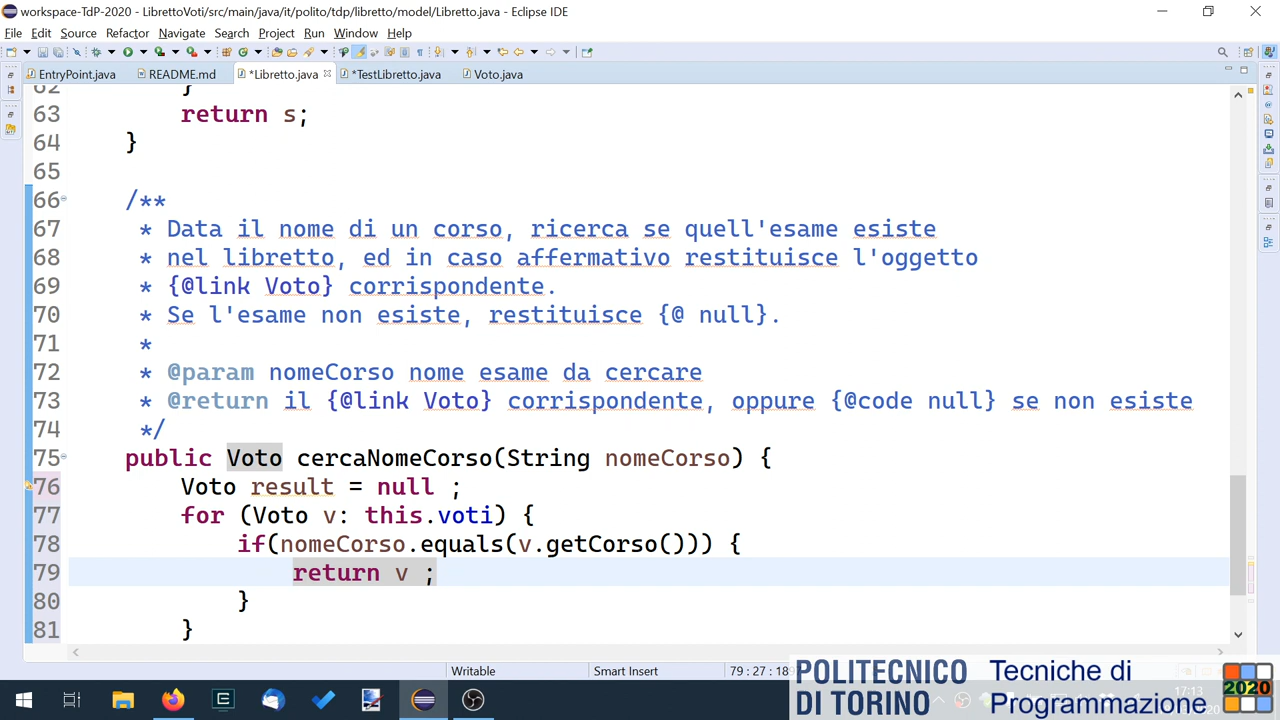 workspace-TdP-2020 - LibrettoVoti/src/main/java/it/polito/tdp/libretto/model/Libretto.java - Eclipse IDE
File Edit Source Refactor Navigate Search Project Run Window Help
EntryPoint.java README.md *Libretto.java *TestLibretto.java Voto.java
62 }
63 return s;
64 }
65
66 /**
67 * Data il nome di un corso, ricerca se quell'esame esiste
68 * nel libretto, ed in caso affermativo restituisce l'oggetto
69 * {@link Voto} corrispondente.
70 * Se l'esame non esiste, restituisce {@ null}.
71 *
72 * @param nomeCorso nome esame da cercare
73 * @return il {@link Voto} corrispondente, oppure {@code null} se non esiste
74 */
75 public Voto cercaNomeCorso(String nomeCorso) {
76 Voto result = null ;
77 for (Voto v: this.voti) {
78 if(nomeCorso.equals(v.getCorso())) {
79 return v ;
80 }
81 }
Writable Smart Insert 79 : 27 : 
POLITECNICO DI TORINO
Tecniche di Programmazione
2020
17:13